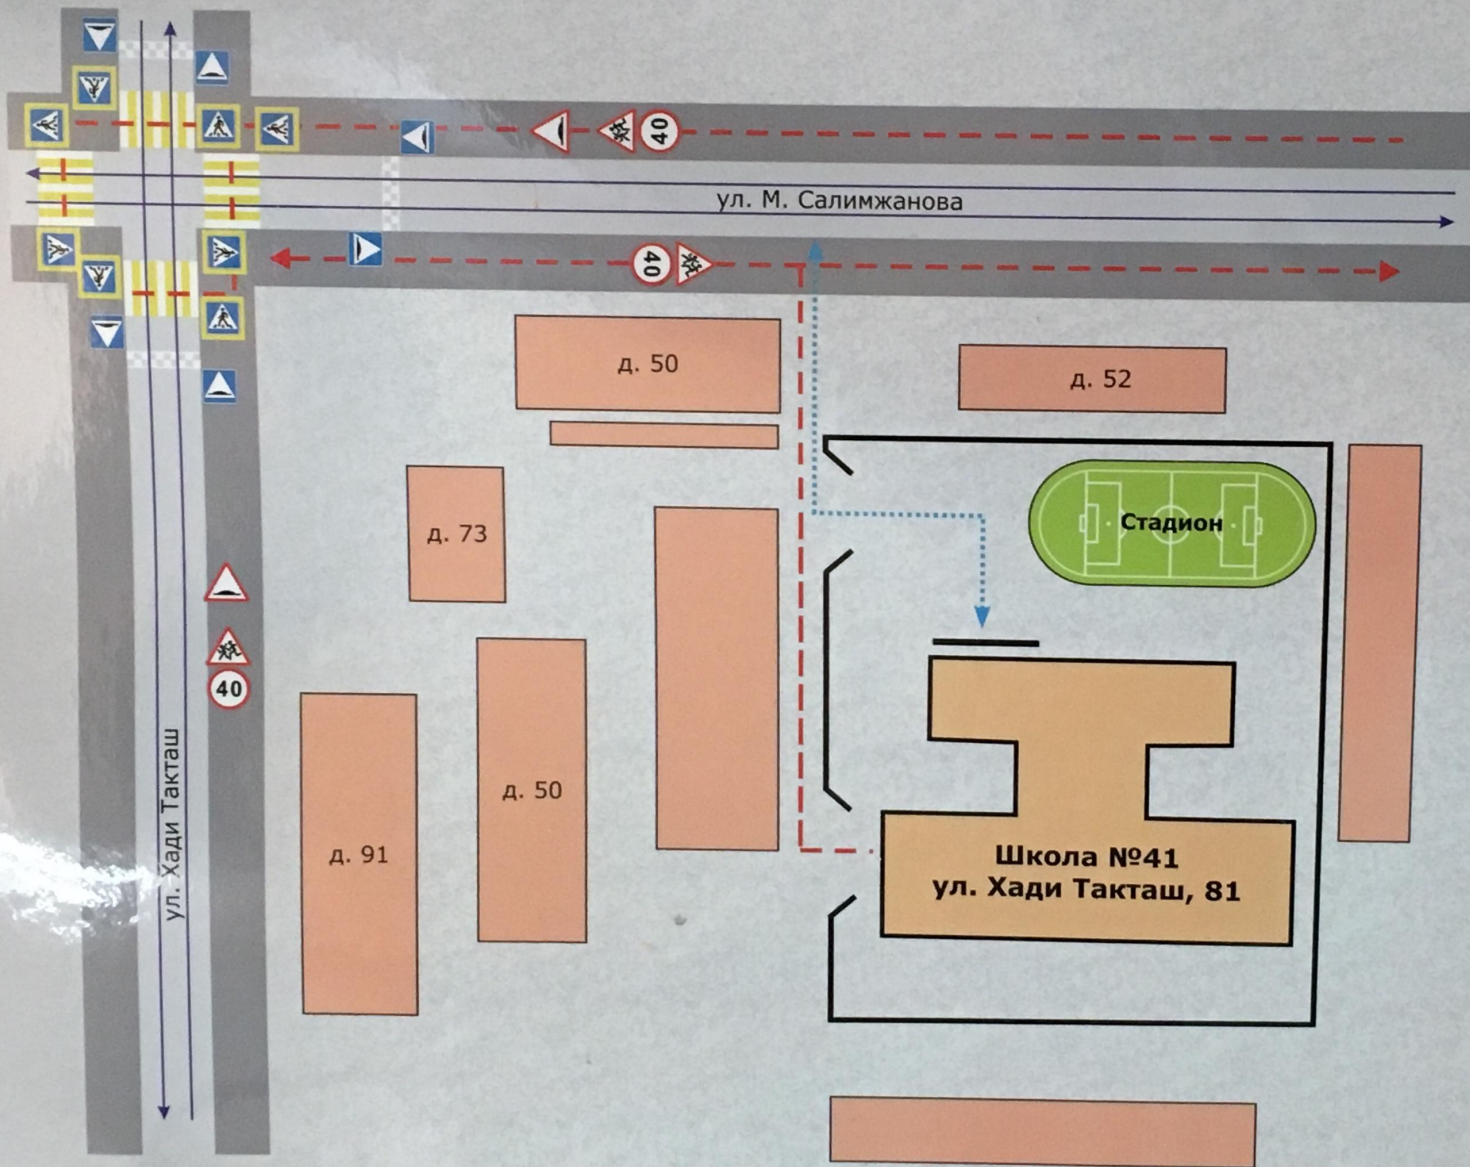 40
ул. М. Салимжанова
40
д. 50
д. 52
Стадион
д. 73
40
ул. Хади Такташ
д. 50
д. 91
Школа №41
ул. Хади Такташ, 81